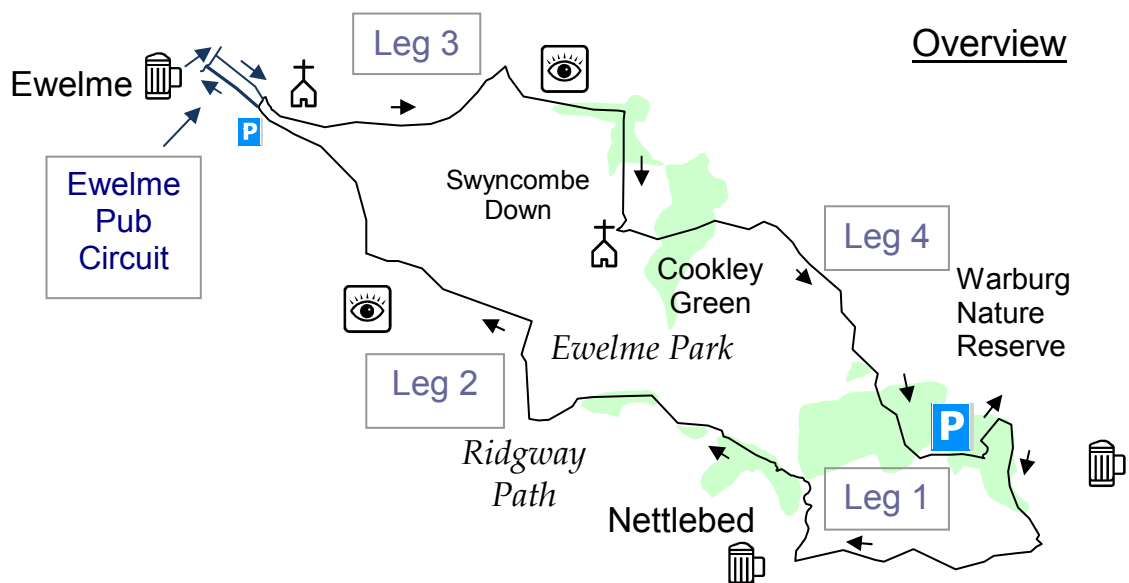 Overview
Leg 3
Ewelme
P
Ewelme
Pub
Circuit
Swyncombe
Down
Leg 4
Cookley
Green
Warburg
Nature
Reserve
Ewelme Park
Leg 2
P
Ridgway
Path
Leg 1
Nettlebed